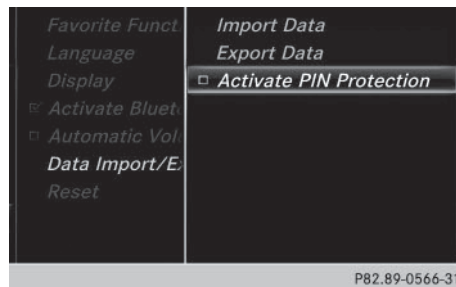 Favorite Funct
Language
Display
Activate Bluet
Automatic Vol
Data Import/Ex
Reset
Import Data
Export Data
Activate PIN Protection
P82.89-0566-31